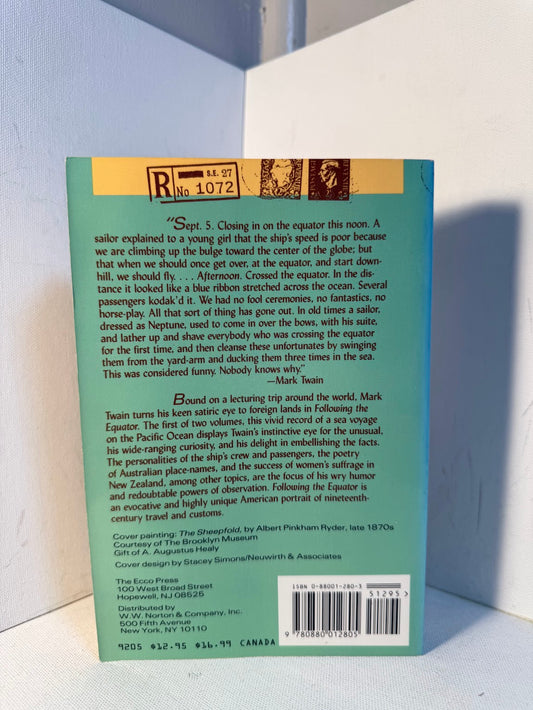 R S.E. 27
No 1072
"Sept. 5. Closing in on the equator this noon. A
sailor explained to a young girl that the ship's speed is poor because
we are climbing up the bulge toward the center of the globe; but
that when we should once get over, at the equator, and start down-
hill, we should fly. . . . Afternoon. Crossed the equator. In the dis-
tance it looked like a blue ribbon stretched across the ocean. Several
passengers kodak'd it. We had no fool ceremonies, no fantastics, no
horse-play. All that sort of thing has gone out. In old times a sailor,
dressed as Neptune, used to come in over the bows, with his suite,
and lather up and shave everybody who was crossing the equator
for the first time, and then cleanse these unfortunates by swinging
them from the yard-arm and ducking them three times in the sea.
This was considered funny. Nobody knows why."
—Mark Twain
Bound on a lecturing trip around the world, Mark
Twain turns his keen satiric eye to foreign lands in Following the
Equator. The first of two volumes, this vivid record of a sea voyage
on the Pacific Ocean displays Twain's instinctive eye for the unusual,
his wide-ranging curiosity, and his delight in embellishing the facts.
The personalities of the ship's crew and passengers, the poetry
of Australian place-names, and the success of women's suffrage in
New Zealand, among other topics, are the focus of his wry humor
and redoubtable powers of observation. Following the Equator is
an evocative and highly unique American portrait of nineteenth-
century travel and customs.
Cover painting: The Sheepfold, by Albert Pinkham Ryder, late 1870s
Courtesy of The Brooklyn Museum
Gift of A. Augustus Healy
Cover design by Stacey Simons/Neuwirth & Associates
The Ecco Press
100 West Broad Street
Hopewell, NJ 08525
Distributed by
W.W. Norton & Company, Inc.
500 Fifth Avenue
New York, NY 10110
9205 $12.95 $16.99 CANADA
ISBN 0-88001-280-3
51295
9 780880 012805